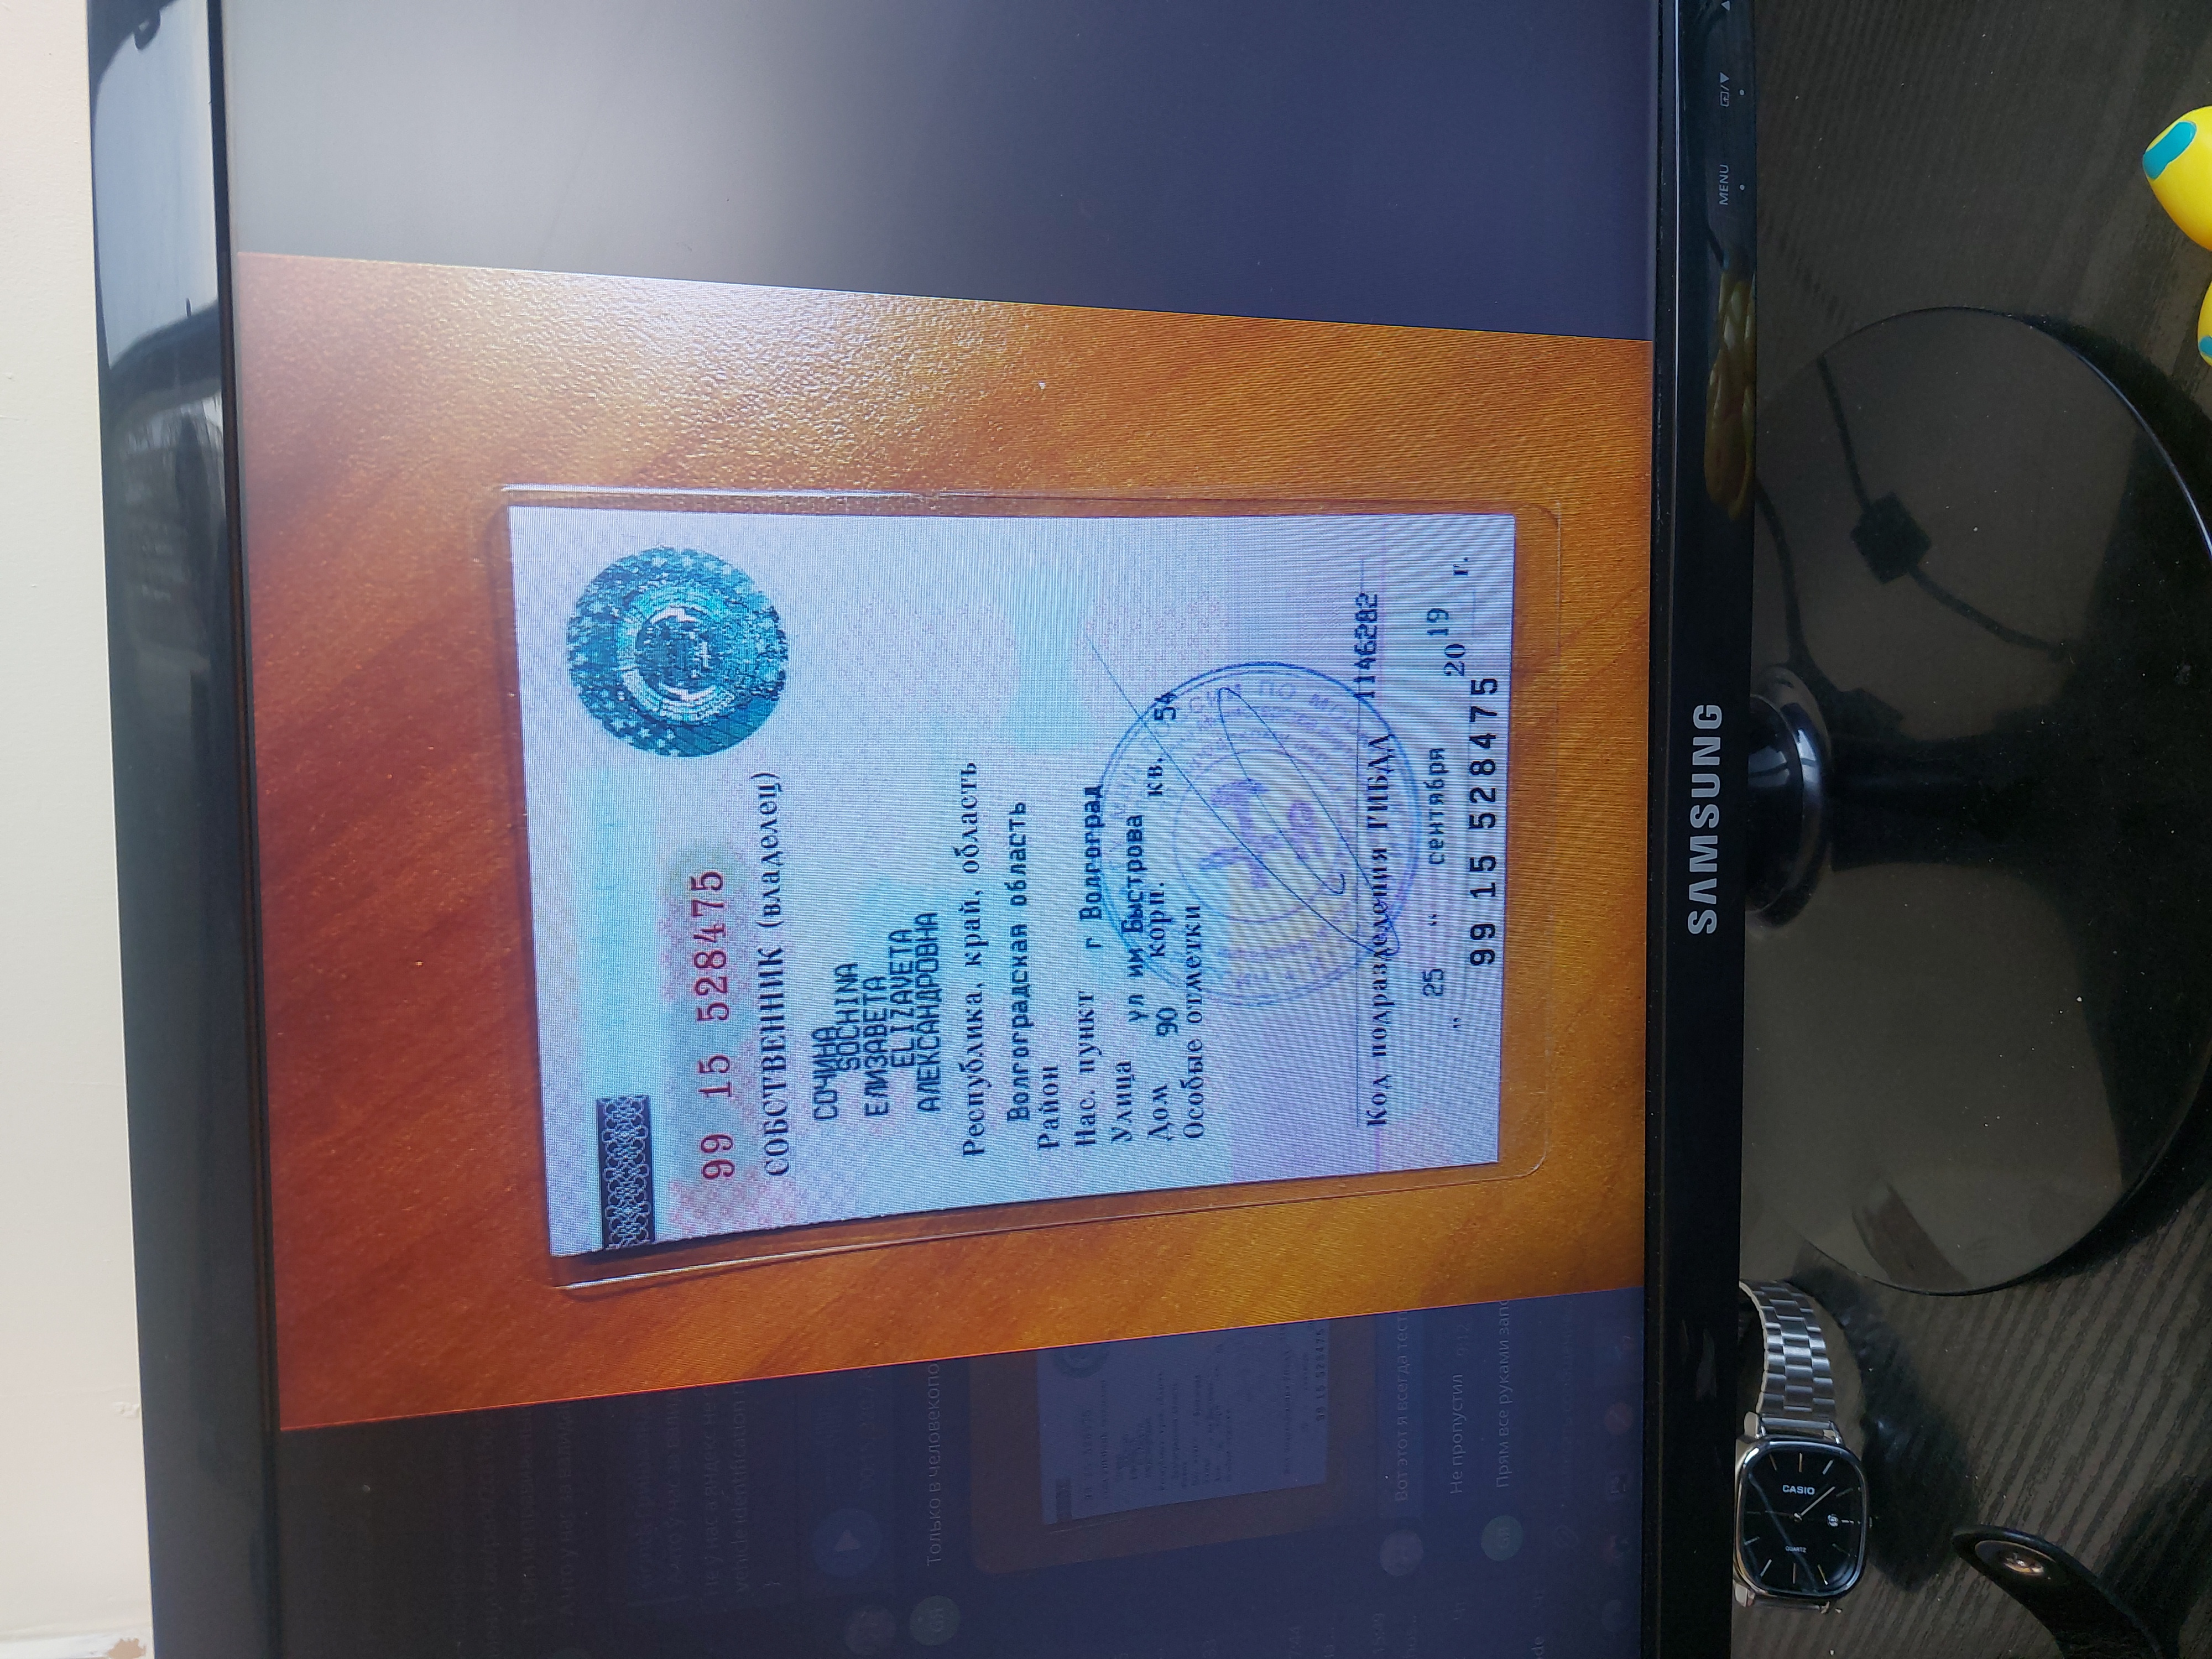 99 15 528475
СОБСТВЕННИК (владелец)
СОЧИНА
SOCHINA
ЕЛИЗАВЕТА
ELIZAVETA
АЛЕКСАНДРОВНА
Республика, край, область
Волгоградская область
Район
Нас. пункт г Волгоград
Улица ул им Быстрова
Дом 90 корп. кв. 54
Особые отметки
Код подразделения ГИБДД 1146282
„ 25 “ сентября 2019 г.
99 15 528475
Только в человекопо
Вот этот я всегда тест
Не пропустил
Прям все руками запо
SAMSUNG
MENU
CASIO